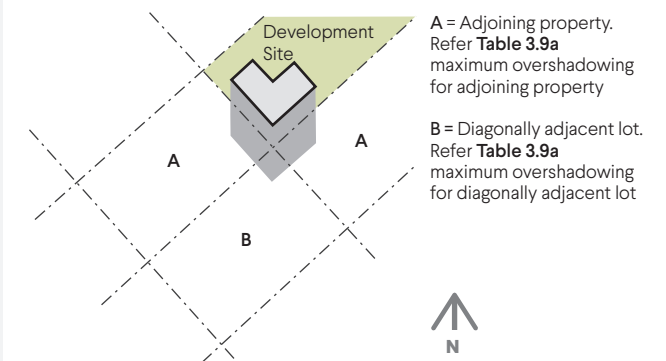 Development
Site
A = Adjoining property.
Refer Table 3.9a
maximum overshadowing
for adjoining property
B = Diagonally adjacent lot.
Refer Table 3.9a
maximum overshadowing
for diagonally adjacent lot
A
A
B
N